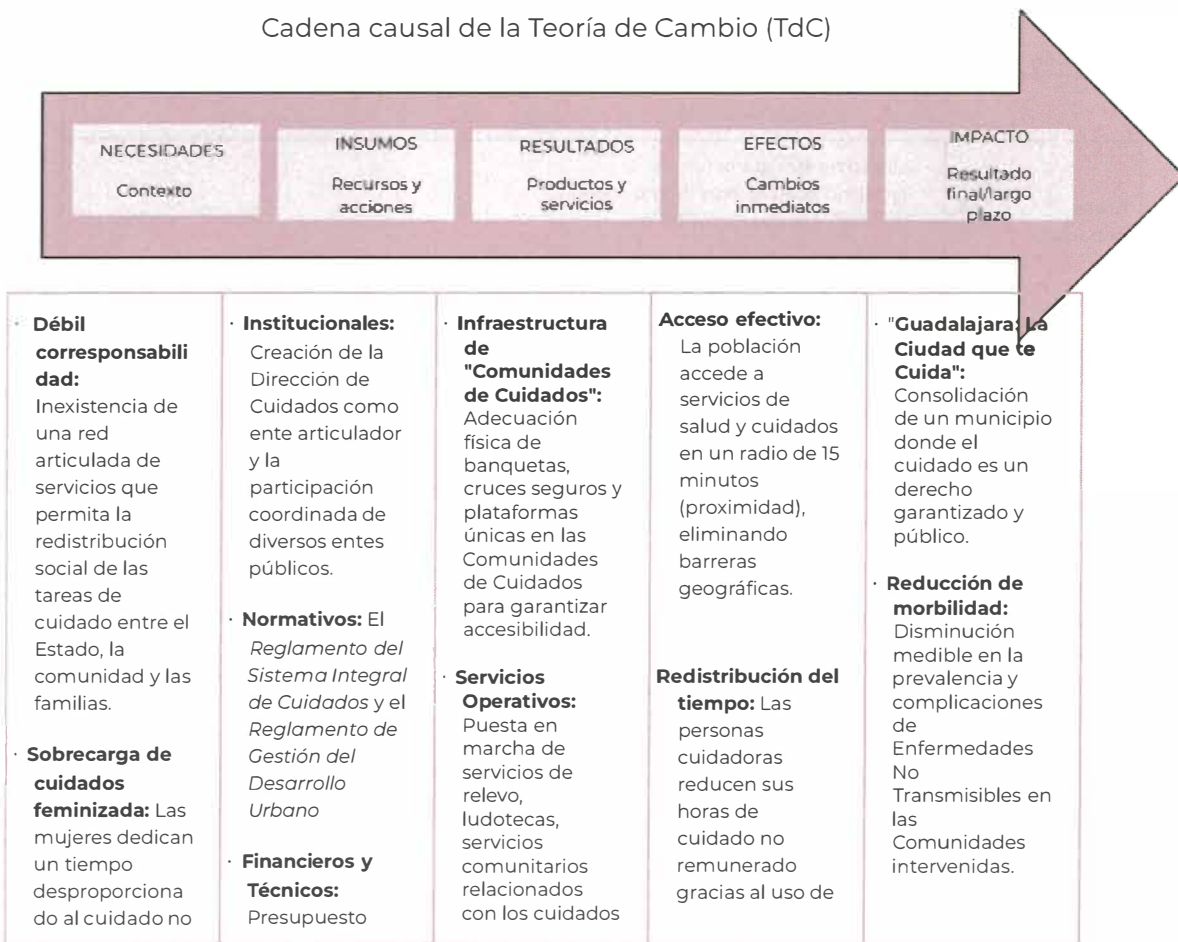 Cadena causal de la Teoría de Cambio (TdC)
NECESIDADES
Contexto
INSUMOS
Recursos y
acciones
RESULTADOS
Productos y
servicios
EFECTOS
Cambios
inmediatos
IMPACTO
Resultado
final/largo
plazo
· Débil
corresponsabili
dad:
Inexistencia de
una red
articulada de
servicios que
permita la
redistribución
social de las
tareas de
cuidado entre el
Estado, la
comunidad y las
familias.
· Sobrecarga de
cuidados
feminizada: Las
mujeres dedican
un tiempo
desproporciona
do al cuidado no
· Institucionales:
Creación de la
Dirección de
Cuidados como
ente articulador
y la
participación
coordinada de
diversos entes
públicos.
· Normativos: El
Reglamento del
Sistema Integral
de Cuidados y el
Reglamento de
Gestión del
Desarrollo
Urbano
· Financieros y
Técnicos:
Presupuesto
· Infraestructura
de
"Comunidades
de Cuidados":
Adecuación
física de
banquetas,
cruces seguros y
plataformas
únicas en las
Comunidades
de Cuidados
para garantizar
accesibilidad.
· Servicios
Operativos:
Puesta en
marcha de
servicios de
relevo,
ludotecas,
servicios
comunitarios
relacionados
con los cuidados
Acceso efectivo:
La población
accede a
servicios de
salud y cuidados
en un radio de 15
minutos
(proximidad),
eliminando
barreras
geográficas.
Redistribución del
tiempo: Las
personas
cuidadoras
reducen sus
horas de
cuidado no
remunerado
gracias al uso de
· "Guadalajara: La
Ciudad que te
Cuida":
Consolidación
de un municipio
donde el
cuidado es un
derecho
garantizado y
público.
· Reducción de
morbilidad:
Disminución
medible en la
prevalencia y
complicaciones
de
Enfermedades
No
Transmisibles en
las
Comunidades
intervenidas.